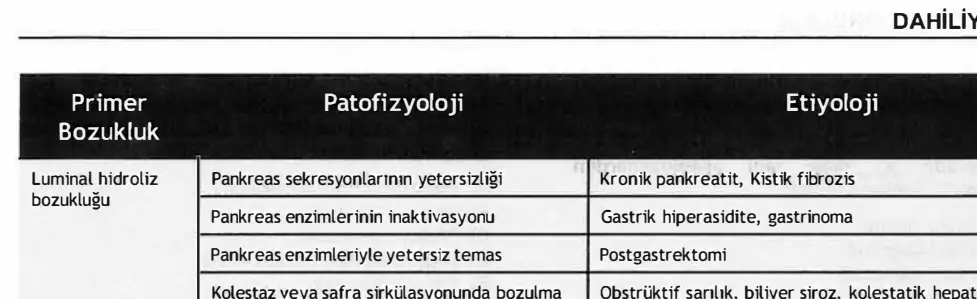 DAHİLİY
Primer Patofizyoloji Etiyoloji
Bozukluk
Luminal hidroliz Pankreas sekresyonlarının yetersizliği Kronik pankreatit, Kistik fibrozis
bozukluğu
Pankreas enzimlerinin inaktivasyonu Gastrik hiperasidite, gastrinoma
Pankreas enzimleriyle yetersiz temas Postgastrektomi
Kolestaz veya safra sirkülasyonunda bozulma Obstrüktif sarılık, biliyer siroz, kolestatik hepat